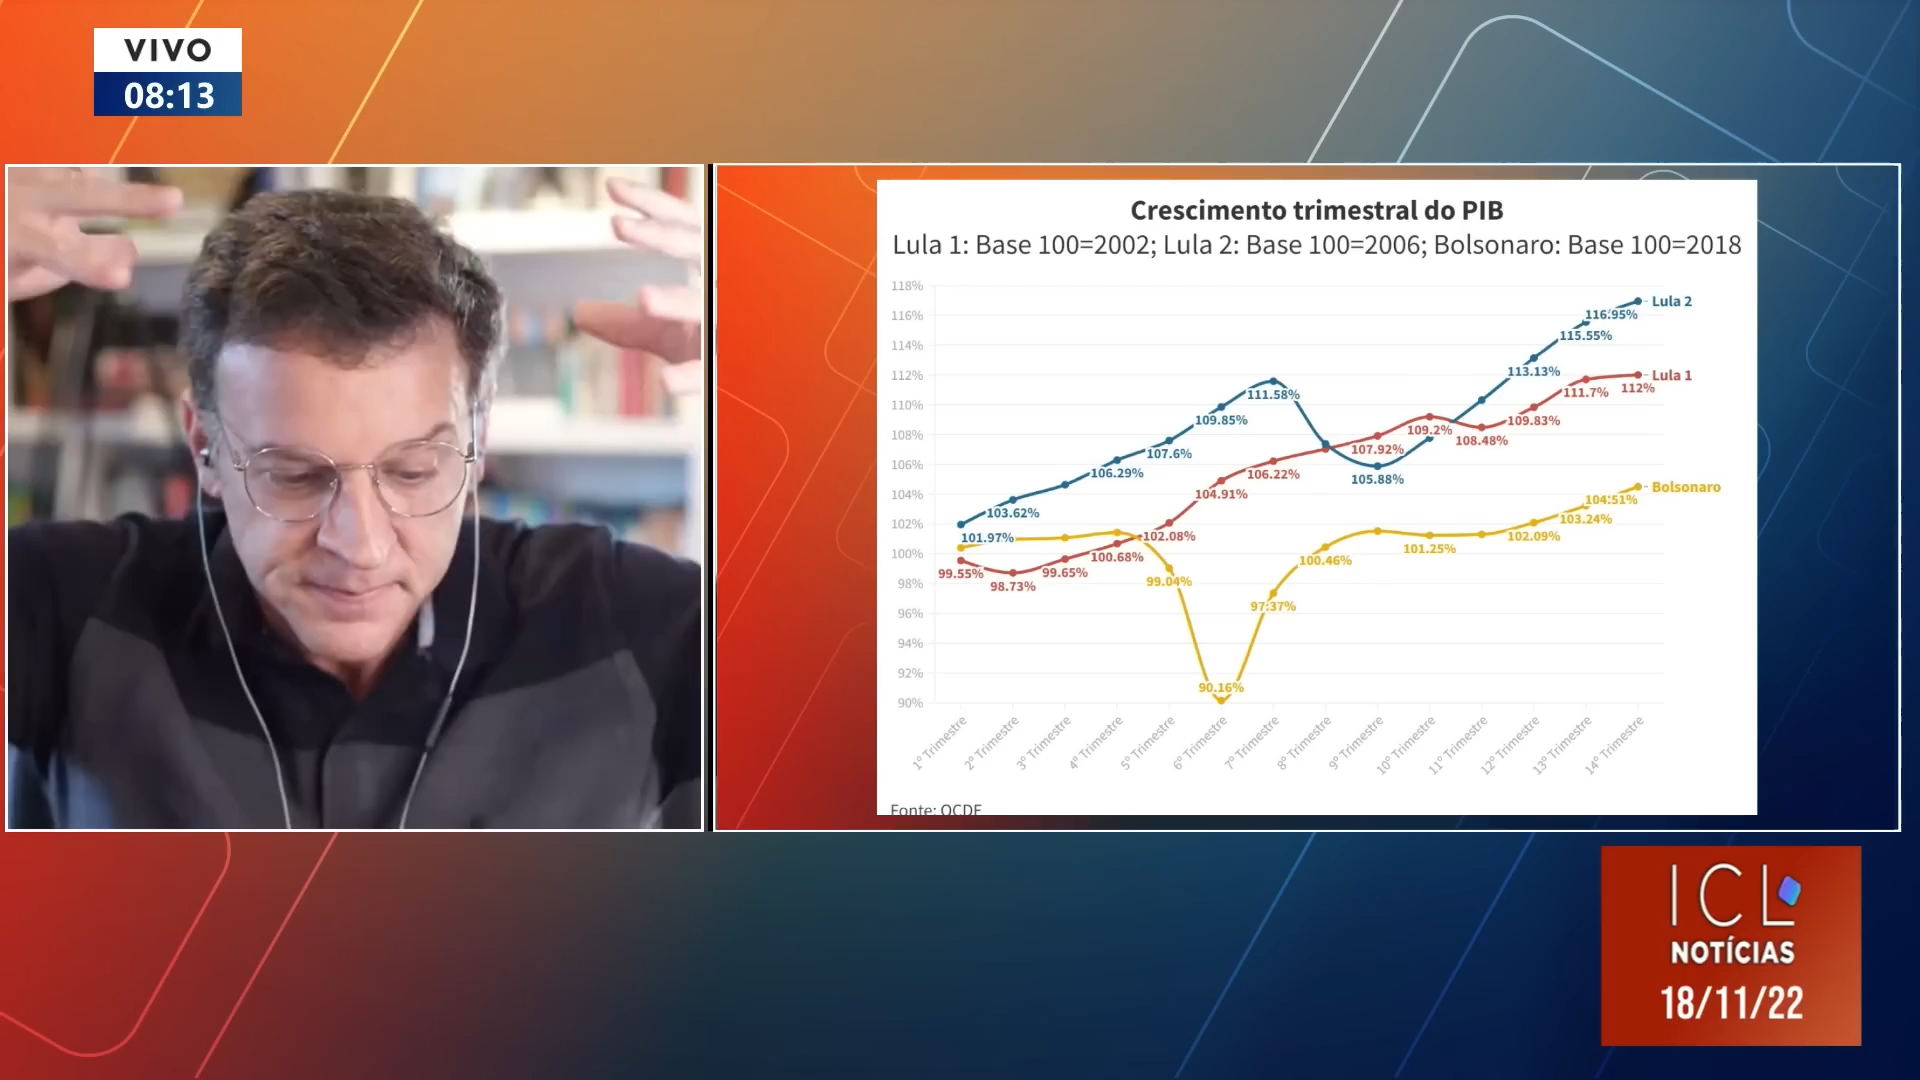 VIVO
08:13
Crescimento trimestral do PIB
Lula 1: Base 100=2002; Lula 2: Base 100=2006; Bolsonaro: Base 100=2018
118%
116%
114%
112%
110%
108%
106%
104%
102%
100%
98%
96%
94%
92%
90%
Lula 2
116.95%
115.55%
113.13%
Lula 1
112%
111.7%
109.83%
111.58%
109.85%
107.6%
106.29%
109.2%
108.48%
107.92%
106.22%
105.88%
104.91%
103.62%
101.97%
Bolsonaro
104.51%
103.24%
102.09%
102.08%
101.25%
100.46%
100.68%
99.55%
98.73%
99.65%
99.04%
97.37%
90.16%
1º Trimestre
2º Trimestre
3º Trimestre
4º Trimestre
5º Trimestre
6º Trimestre
7º Trimestre
8º Trimestre
9º Trimestre
10º Trimestre
11º Trimestre
12º Trimestre
13º Trimestre
14º Trimestre
Fonte: OCDE
ICL
NOTÍCIAS
18/11/22